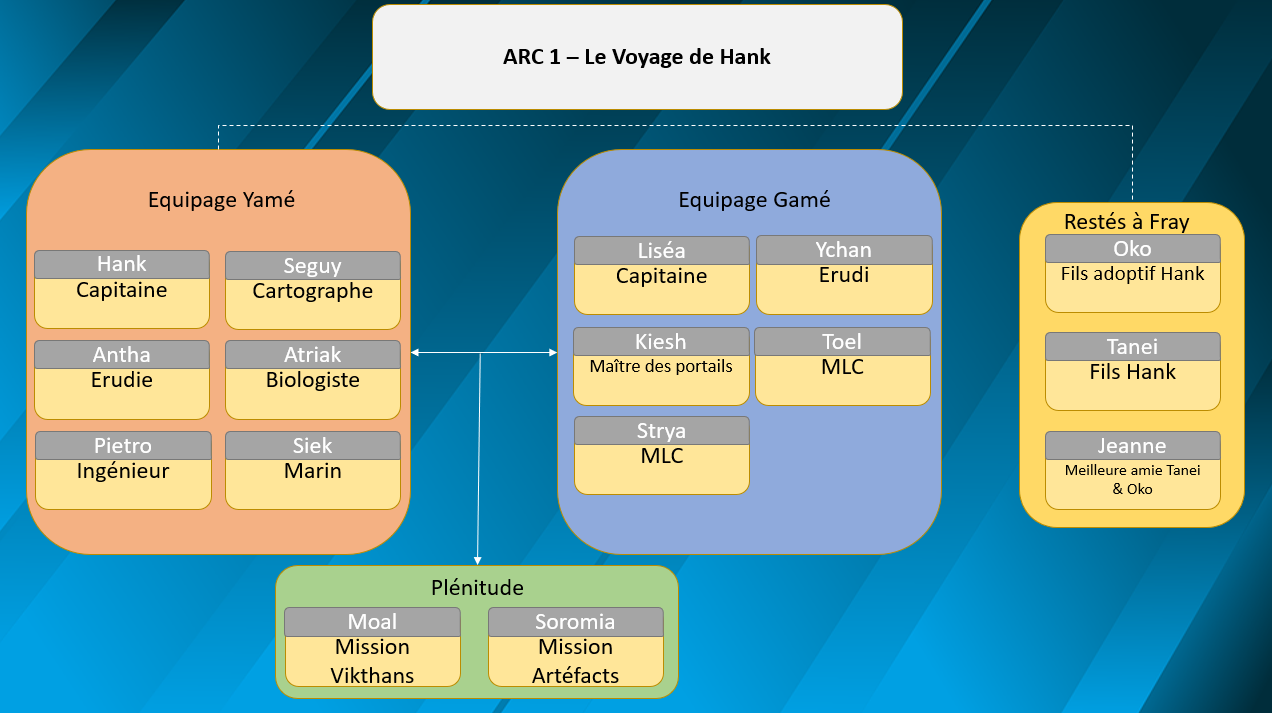 ARC 1 – Le Voyage de Hank
Equipage Yamé
Hank
Capitaine
Seguy
Cartographe
Antha
Erudie
Atriak
Biologiste
Pietro
Ingénieur
Siek
Marin
Equipage Gamé
Liséa
Capitaine
Ychan
Erudi
Kiesh
Maître des portails
Toel
MLC
Strya
MLC
Restés à Fray
Oko
Fils adoptif Hank
Tanei
Fils Hank
Jeanne
Meilleure amie Tanei
& Oko
Plénitude
Moal
Mission
Vikthans
Soromia
Mission
Artéfacts